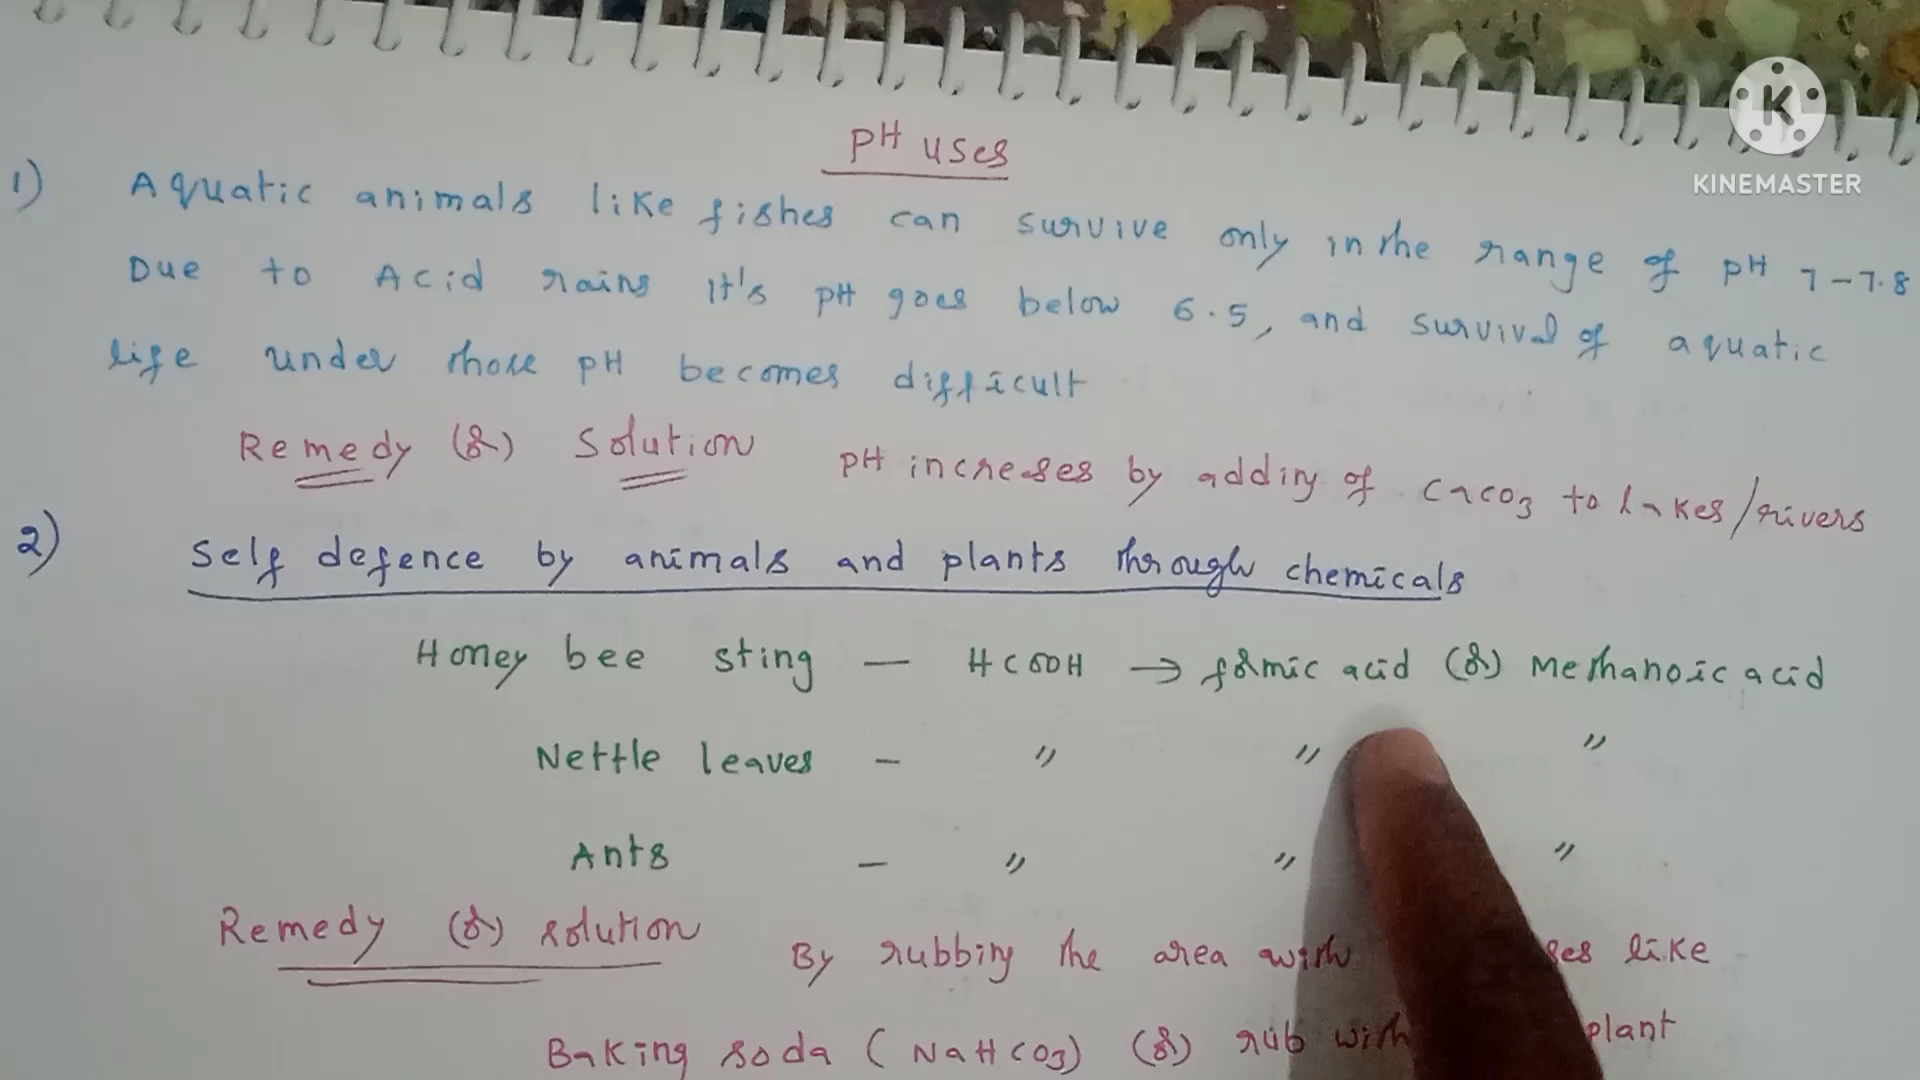 KINEMASTER
pH uses
1) Aquatic animals like fishes can survive only in the range of pH 7-7.8
Due to Acid rains it's pH goes below 6.5, and survival of aquatic
life under those pH becomes difficult
Remedy (or) Solution pH increases by adding of CaCO3 to lakes/rivers
2) Self defence by animals and plants through chemicals
Honey bee sting — HCOOH → formic acid (or) Methanoic acid
Nettle leaves - " " "
Ants - " " "
Remedy (or) solution By rubbing the area with like
Baking soda (NaHCO3) (or) rub with plant